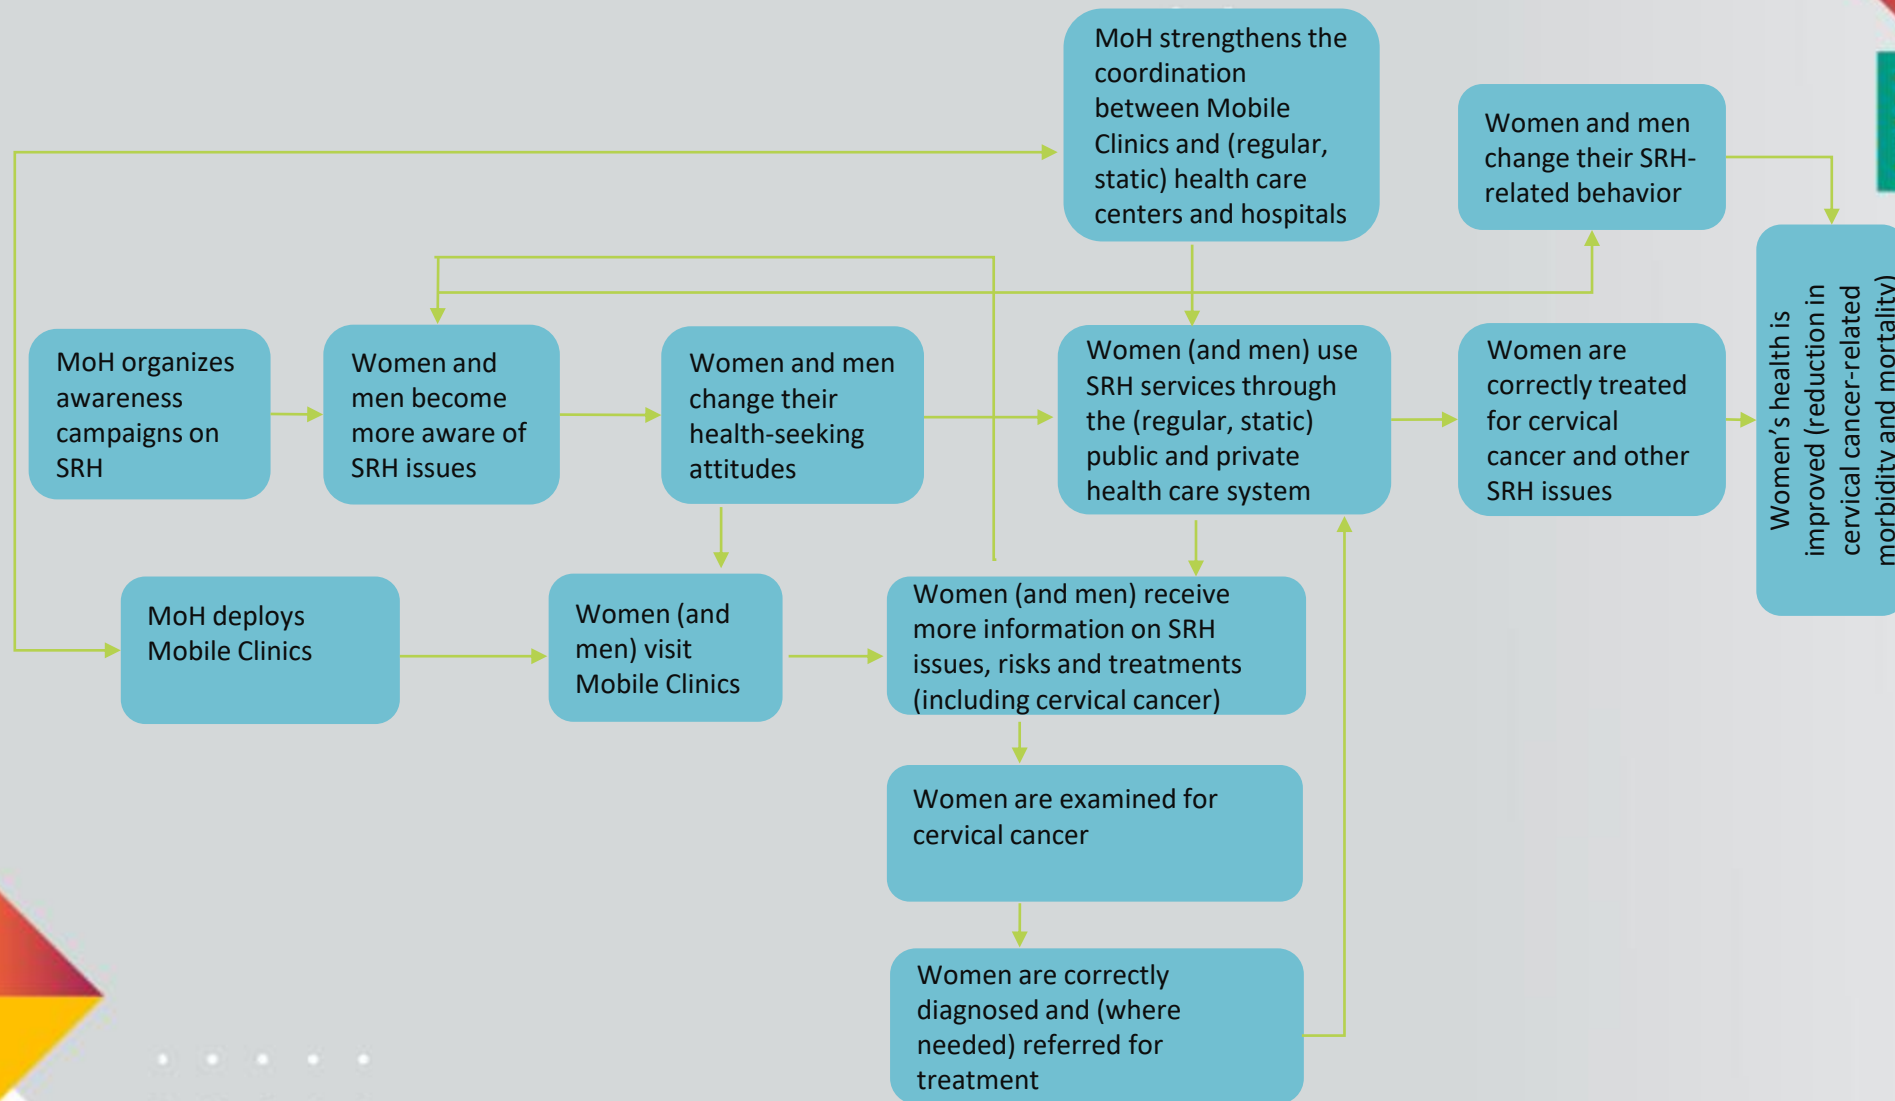 MoH strengthens the
coordination
between Mobile
Clinics and (regular,
static) health care
centers and hospitals
Women and men
change their SRH-
related behavior
MoH organizes
awareness
campaigns on
SRH
Women and
men become
more aware of
SRH issues
Women and men
change their
health-seeking
attitudes
Women (and men) use
SRH services through
the (regular, static)
public and private
health care system
Women are
correctly treated
for cervical
cancer and other
SRH issues
Women’s health is
improved (reduction in
cervical cancer-related
morbidity and mortality)
MoH deploys
Mobile Clinics
Women (and
men) visit
Mobile Clinics
Women (and men) receive
more information on SRH
issues, risks and treatments
(including cervical cancer)
Women are examined for
cervical cancer
Women are correctly
diagnosed and (where
needed) referred for
treatment